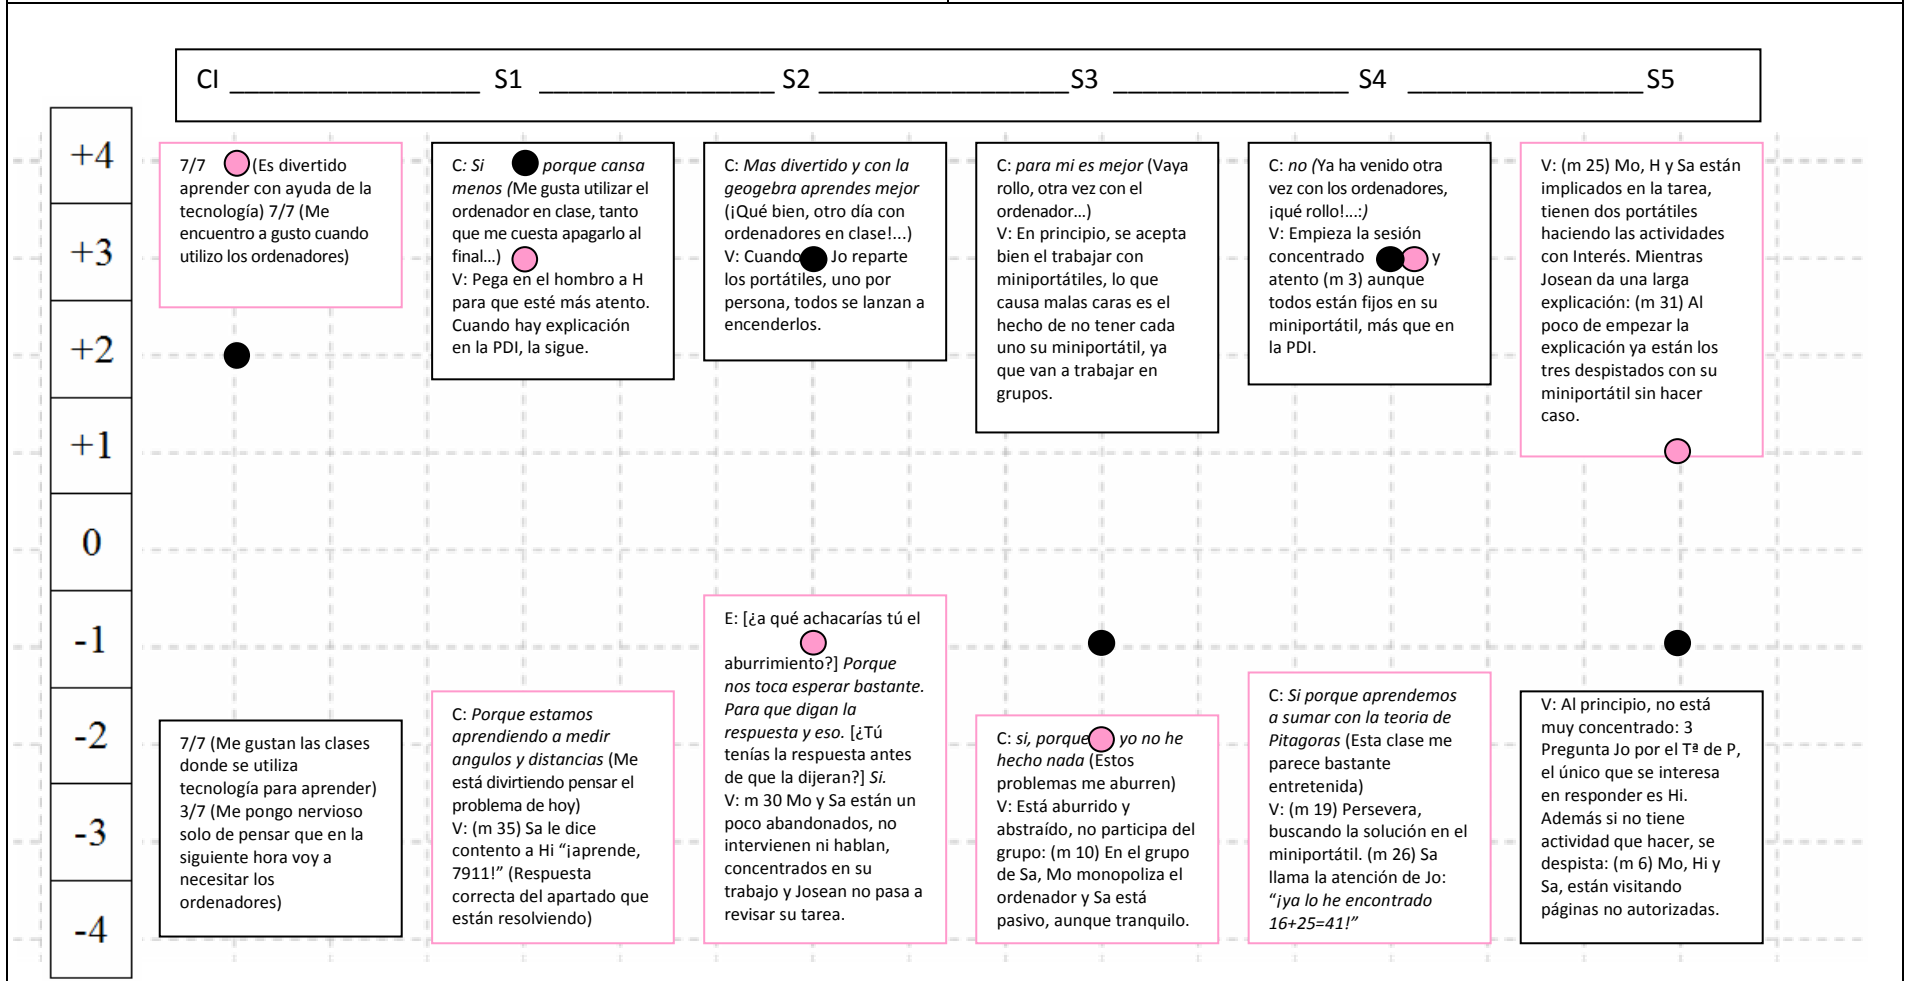 CI _________________ S1 ________________ S2 _________________S3 ________________ S4 ________________S5
+4
+3
+2
+1
0
-1
-2
-3
-4
7/7 (Es divertido
aprender con ayuda de la
tecnología) 7/7 (Me
encuentro a gusto cuando
utilizo los ordenadores)
C: Si porque cansa
menos (Me gusta utilizar el
ordenador en clase, tanto
que me cuesta apagarlo al
final...)
V: Pega en el hombro a H
para que esté más atento.
Cuando hay explicación
en la PDI, la sigue.
C: Mas divertido y con la
geogebra aprendes mejor
(¡Qué bien, otro día con
ordenadores en clase!...)
V: Cuando Jo reparte
los portátiles, uno por
persona, todos se lanzan a
encenderlos.
C: para mi es mejor (Vaya
rollo, otra vez con el
ordenador...)
V: En principio, se acepta
bien el trabajar con
miniportátiles, lo que
causa malas caras es el
hecho de no tener cada
uno su miniportátil, ya
que van a trabajar en
grupos.
C: no (Ya ha venido otra
vez con los ordenadores,
¡qué rollo!...:)
V: Empieza la sesión
concentrado y
atento (m 3) aunque
todos están fijos en su
miniportátil, más que en
la PDI.
V: (m 25) Mo, H y Sa están
implicados en la tarea,
tienen dos portátiles
haciendo las actividades
con Interés. Mientras
Josean da una larga
explicación: (m 31) Al
poco de empezar la
explicación ya están los
tres despistados con su
miniportátil sin hacer
caso.
7/7 (Me gustan las clases
donde se utiliza
tecnología para aprender)
3/7 (Me pongo nervioso
solo de pensar que en la
siguiente hora voy a
necesitar los
ordenadores)
C: Porque estamos
aprendiendo a medir
angulos y distancias (Me
está divirtiendo pensar el
problema de hoy)
V: (m 35) Sa le dice
contento a Hi “¡aprende,
7911!” (Respuesta
correcta del apartado que
están resolviendo)
E: [¿a qué achacarías tú el
aburrimiento?] Porque
nos toca esperar bastante.
Para que digan la
respuesta y eso. [¿Tú
tenías la respuesta antes
de que la dijeran?] Si.
V: m 30 Mo y Sa están un
poco abandonados, no
intervienen ni hablan,
concentrados en su
trabajo y Josean no pasa a
revisar su tarea.
C: si, porque yo no he
hecho nada (Estos
problemas me aburren)
V: Está aburrido y
abstraído, no participa del
grupo: (m 10) En el grupo
de Sa, Mo monopoliza el
ordenador y Sa está
pasivo, aunque tranquilo.
C: Si porque aprendemos
a sumar con la teoria de
Pitagoras (Esta clase me
parece bastante
entretenida)
V: (m 19) Persevera,
buscando la solución en el
miniportátil. (m 26) Sa
llama la atención de Jo:
“¡ya lo he encontrado
16+25=41!”
V: Al principio, no está
muy concentrado: 3
Pregunta Jo por el Tª de P,
el único que se interesa
en responder es Hi.
Además si no tiene
actividad que hacer, se
despista: (m 6) Mo, Hi y
Sa, están visitando
páginas no autorizadas.